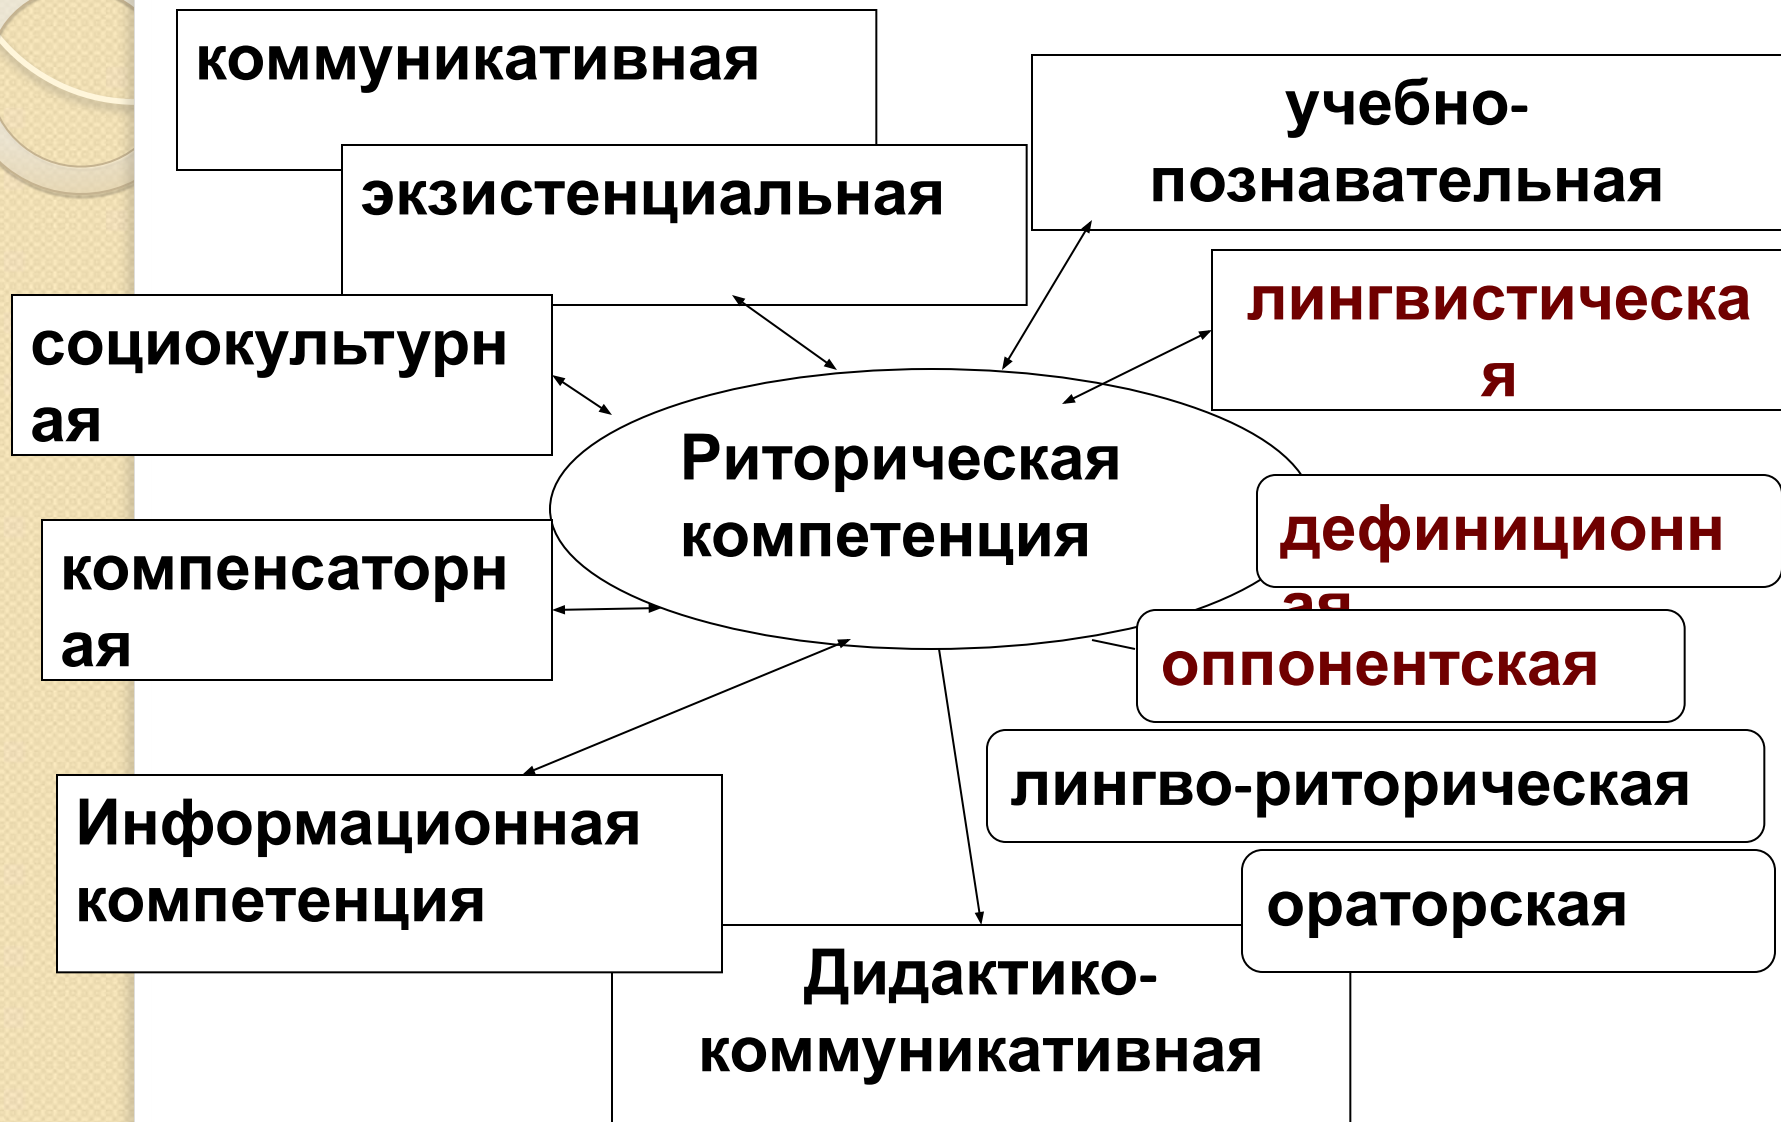 коммуникативная
учебно-
познавательная
экзистенциальная
лингвистическа
я
социокультурн
ая
Риторическая
компетенция
дефиниционн
ая
компенсаторн
ая
оппонентская
лингво-риторическая
Информационная
компетенция
ораторская
Дидактико-
коммуникативная